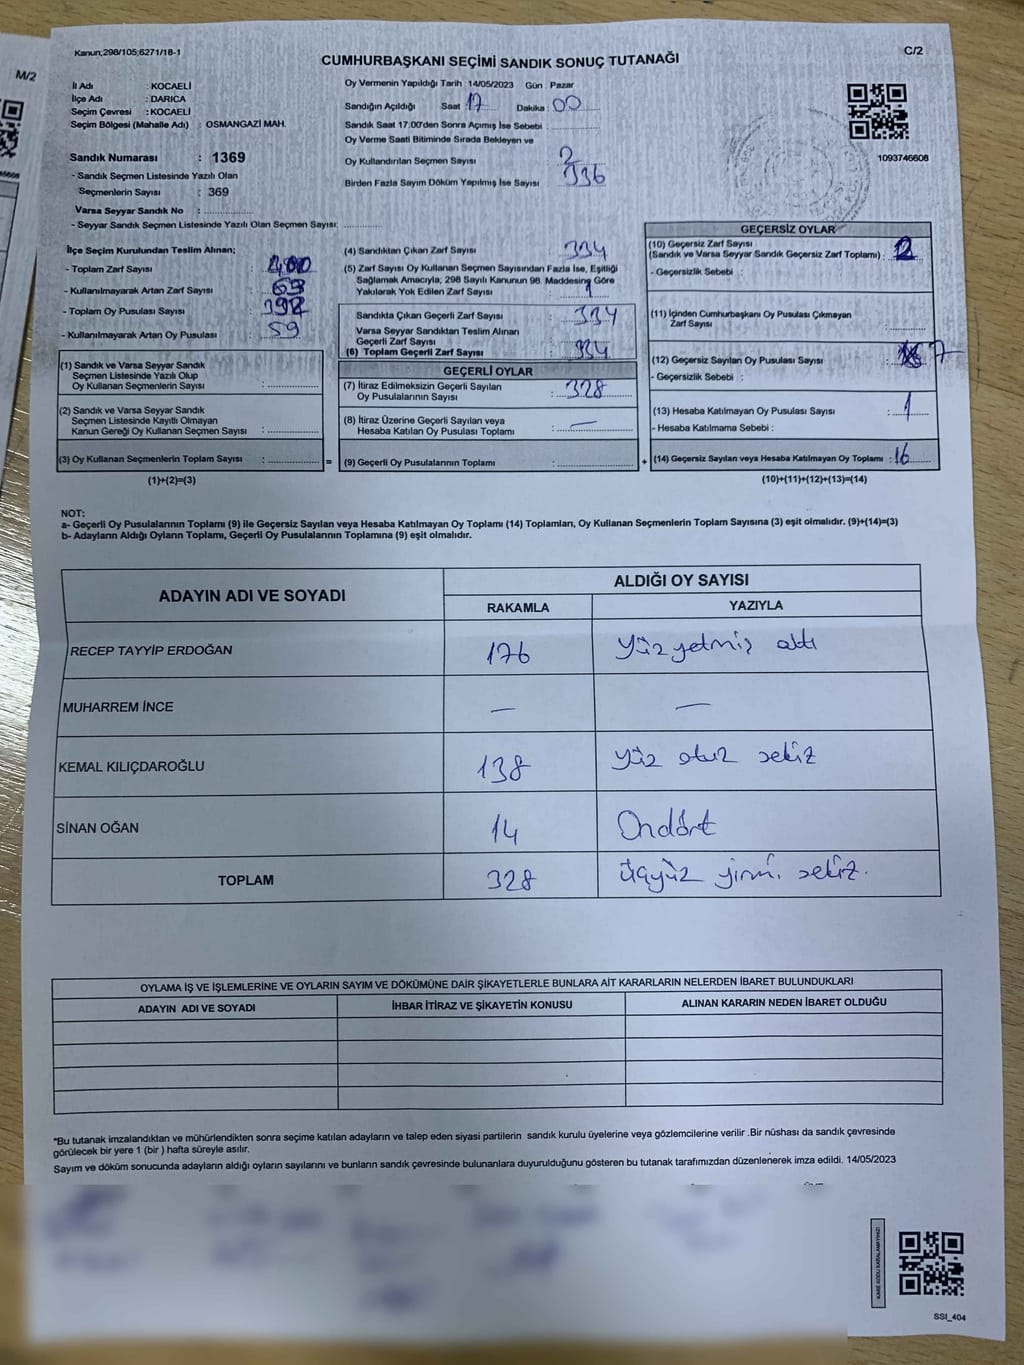 M/2
Kanun;298/105;6271/18-1
C/2
CUMHURBAŞKANI SEÇİMİ SANDIK SONUÇ TUTANAĞI
İl Adı : KOCAELİ
İlçe Adı : DARICA
Seçim Çevresi : KOCAELİ
Seçim Bölgesi (Mahalle Adı) : OSMANGAZİ MAH.
Sandık Numarası : 1369
- Sandık Seçmen Listesinde Yazılı Olan
Seçmenlerin Sayısı : 369
Varsa Seyyar Sandık No :
- Seyyar Sandık Seçmen Listesinde Yazılı Olan Seçmen Sayısı:
Oy Vermenin Yapıldığı Tarih : 14/05/2023 Gün : Pazar
Sandığın Açıldığı Saat : 17 Dakika : 00
Sandık Saat 17:00'den Sonra Açımış İse Sebebi :
Oy Verme Saati Bitiminde Sırada Bekleyen ve
Oy Kullandırılan Seçmen Sayısı : 2
Birden Fazla Sayım Döküm Yapılmış İse Sayısı : 336
1093746608
İlçe Seçim Kurulundan Teslim Alınan;
- Toplam Zarf Sayısı : 400
- Kullanılmayarak Artan Zarf Sayısı :
- Toplam Oy Pusulası Sayısı :
- Kullanılmayarak Artan Oy Pusulası : 59
(1) Sandık ve Varsa Seyyar Sandık
Seçmen Listesinde Yazılı Olup
Oy Kullanan Seçmenlerin Sayısı :
(2) Sandık ve Varsa Seyyar Sandık
Seçmen Listesinde Kayıtlı Olmayan
Kanun Gereği Oy Kullanan Seçmen Sayısı :
(3) Oy Kullanan Seçmenlerin Toplam Sayısı : =
(1)+(2)=(3)
(4) Sandıktan Çıkan Zarf Sayısı : 334
(5) Zarf Sayısı Oy Kullanan Seçmen Sayısından Fazla İse, Eşitliği
Sağlamak Amacıyla; 298 Sayılı Kanunun 98. Maddesine Göre
Yakılarak Yok Edilen Zarf Sayısı : 1
Sandıkta Çıkan Geçerli Zarf Sayısı : 334
Varsa Seyyar Sandıktan Teslim Alınan
Geçerli Zarf Sayısı :
(6) Toplam Geçerli Zarf Sayısı : 334
GEÇERLİ OYLAR
(7) İtiraz Edilmeksizin Geçerli Sayılan
Oy Pusulalarının Sayısı : 328
(8) İtiraz Üzerine Geçerli Sayılan veya
Hesaba Katılan Oy Pusulası Toplamı : —
(9) Geçerli Oy Pusulalarının Toplamı : +
GEÇERSİZ OYLAR
(10) Geçersiz Zarf Sayısı
(Sandık ve Varsa Seyyar Sandık Geçersiz Zarf Toplamı) : 2
- Geçersizlik Sebebi :
(11) İçinden Cumhurbaşkanı Oy Pusulası Çıkmayan
Zarf Sayısı :
(12) Geçersiz Sayılan Oy Pusulası Sayısı : 7
- Geçersizlik Sebebi :
(13) Hesaba Katılmayan Oy Pusulası Sayısı : 1
- Hesaba Katılmama Sebebi :
(14) Geçersiz Sayılan veya Hesaba Katılmayan Oy Toplamı : 16
(10)+(11)+(12)+(13)=(14)
NOT:
a- Geçerli Oy Pusulalarının Toplamı (9) ile Geçersiz Sayılan veya Hesaba Katılmayan Oy Toplamı (14) Toplamları, Oy Kullanan Seçmenlerin Toplam Sayısına (3) eşit olmalıdır. (9)+(14)=(3)
b- Adayların Aldığı Oyların Toplamı, Geçerli Oy Pusulalarının Toplamına (9) eşit olmalıdır.
ADAYIN ADI VE SOYADI
ALDIĞI OY SAYISI
RAKAMLA YAZIYLA
RECEP TAYYİP ERDOĞAN 176 Yüz yetmiş altı
MUHARREM İNCE — —
KEMAL KILIÇDAROĞLU 138 Yüz otuz sekiz
SİNAN OĞAN 14 Ondört
TOPLAM 328 Üçyüz yirmi sekiz.
OYLAMA İŞ VE İŞLEMLERİNE VE OYLARIN SAYIM VE DÖKÜMÜNE DAİR ŞİKAYETLERLE BUNLARA AİT KARARLARIN NELERDEN İBARET BULUNDUKLARI
ADAYIN ADI VE SOYADI İHBAR İTİRAZ VE ŞİKAYETİN KONUSU ALINAN KARARIN NEDEN İBARET OLDUĞU
*Bu tutanak imzalandıktan ve mühürlendikten sonra seçime katılan adayların ve talep eden siyasi partilerin sandık kurulu üyelerine veya gözlemcilerine verilir .Bir nüshası da sandık çevresinde
görülecek bir yere 1 (bir ) hafta süreyle asılır.
Sayım ve döküm sonucunda adayların aldığı oyların sayılarını ve bunların sandık çevresinde bulunanlara duyurulduğunu gösteren bu tutanak tarafımızdan düzenlenerek imza edildi. 14/05/2023
KARE KODU KARALAMAYINIZ!
SSI_404